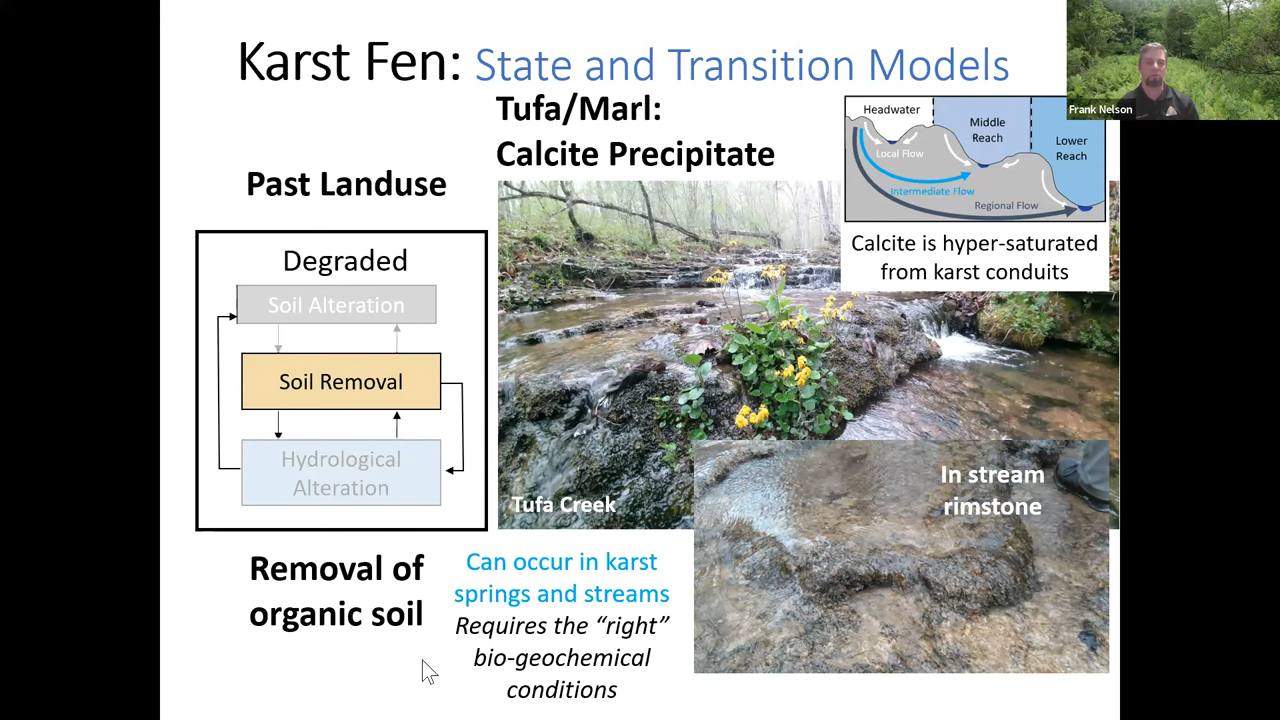 Karst Fen: State and Transition Models
Frank Nelson
Tufa/Marl:
Calcite Precipitate
Past Landuse
Headwater
Middle
Reach
Lower
Reach
Local Flow
Intermediate Flow
Regional Flow
Calcite is hyper-saturated
from karst conduits
Degraded
Soil Alteration
Soil Removal
Hydrological
Alteration
Tufa Creek
In stream
rimstone
Removal of
organic soil
Can occur in karst
springs and streams
Requires the “right”
bio-geochemical
conditions